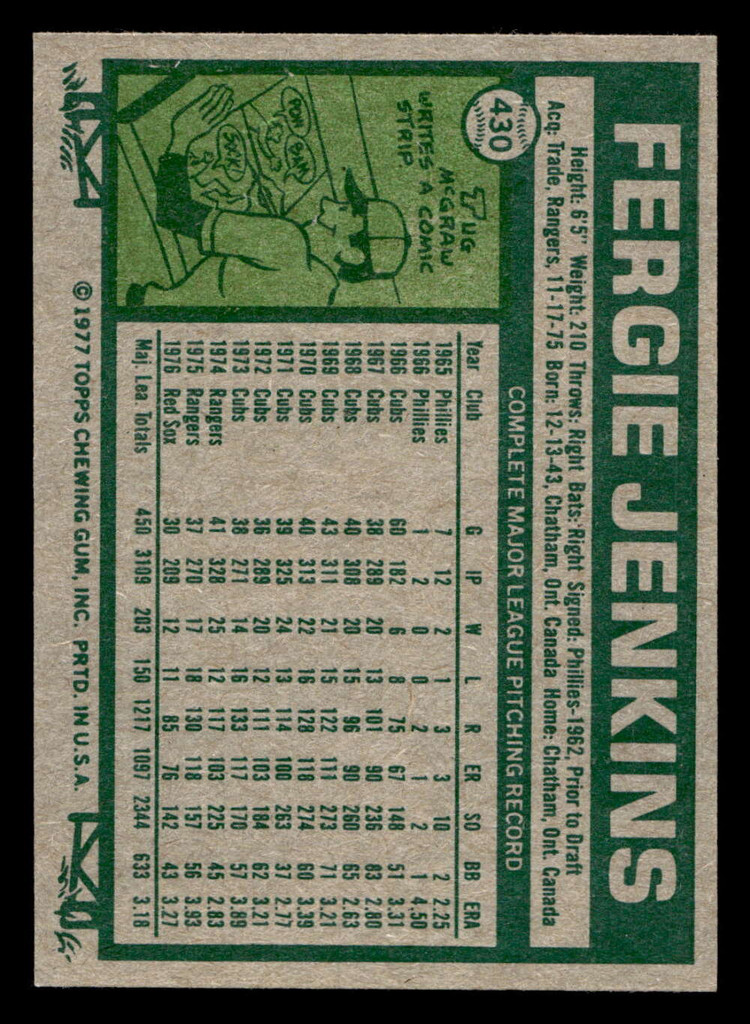 FERGIE JENKINS
430
Height: 6'5" Weight: 210 Throws: Right Bats: Right Signed: Phillies-1962, Prior to Draft
Acq: Trade, Rangers, 11-17-75 Born: 12-13-43, Chatham, Ont. Canada Home: Chatham, Ont. Canada
TUG
McGRAW
WRITES A COMIC
STRIP.
POW
BAM
SOCK!
COMPLETE MAJOR LEAGUE PITCHING RECORD
Year Club G IP W L R ER SO BB ERA
1965 Phillies 7 12 2 1 3 3 10 2 2.25
1966 Phillies 1 2 0 0 2 1 2 1 4.50
1966 Cubs 60 182 6 8 75 67 148 51 3.31
1967 Cubs 38 289 20 13 101 90 236 83 2.80
1968 Cubs 40 308 20 15 96 90 260 65 2.63
1969 Cubs 43 311 21 15 122 111 273 71 3.21
1970 Cubs 40 313 22 16 128 118 274 60 3.39
1971 Cubs 39 325 24 13 114 100 263 37 2.77
1972 Cubs 36 289 20 12 111 103 184 62 3.21
1973 Cubs 38 271 14 16 133 117 170 57 3.89
1974 Rangers 41 328 25 12 117 103 225 45 2.83
1975 Rangers 37 270 17 18 130 118 157 56 3.93
1976 Red Sox 30 209 12 11 85 76 142 43 3.27
Maj. Lea. Totals 450 3109 203 150 1217 1097 2344 633 3.18
© 1977 TOPPS CHEWING GUM, INC. PRTD. IN U.S.A.